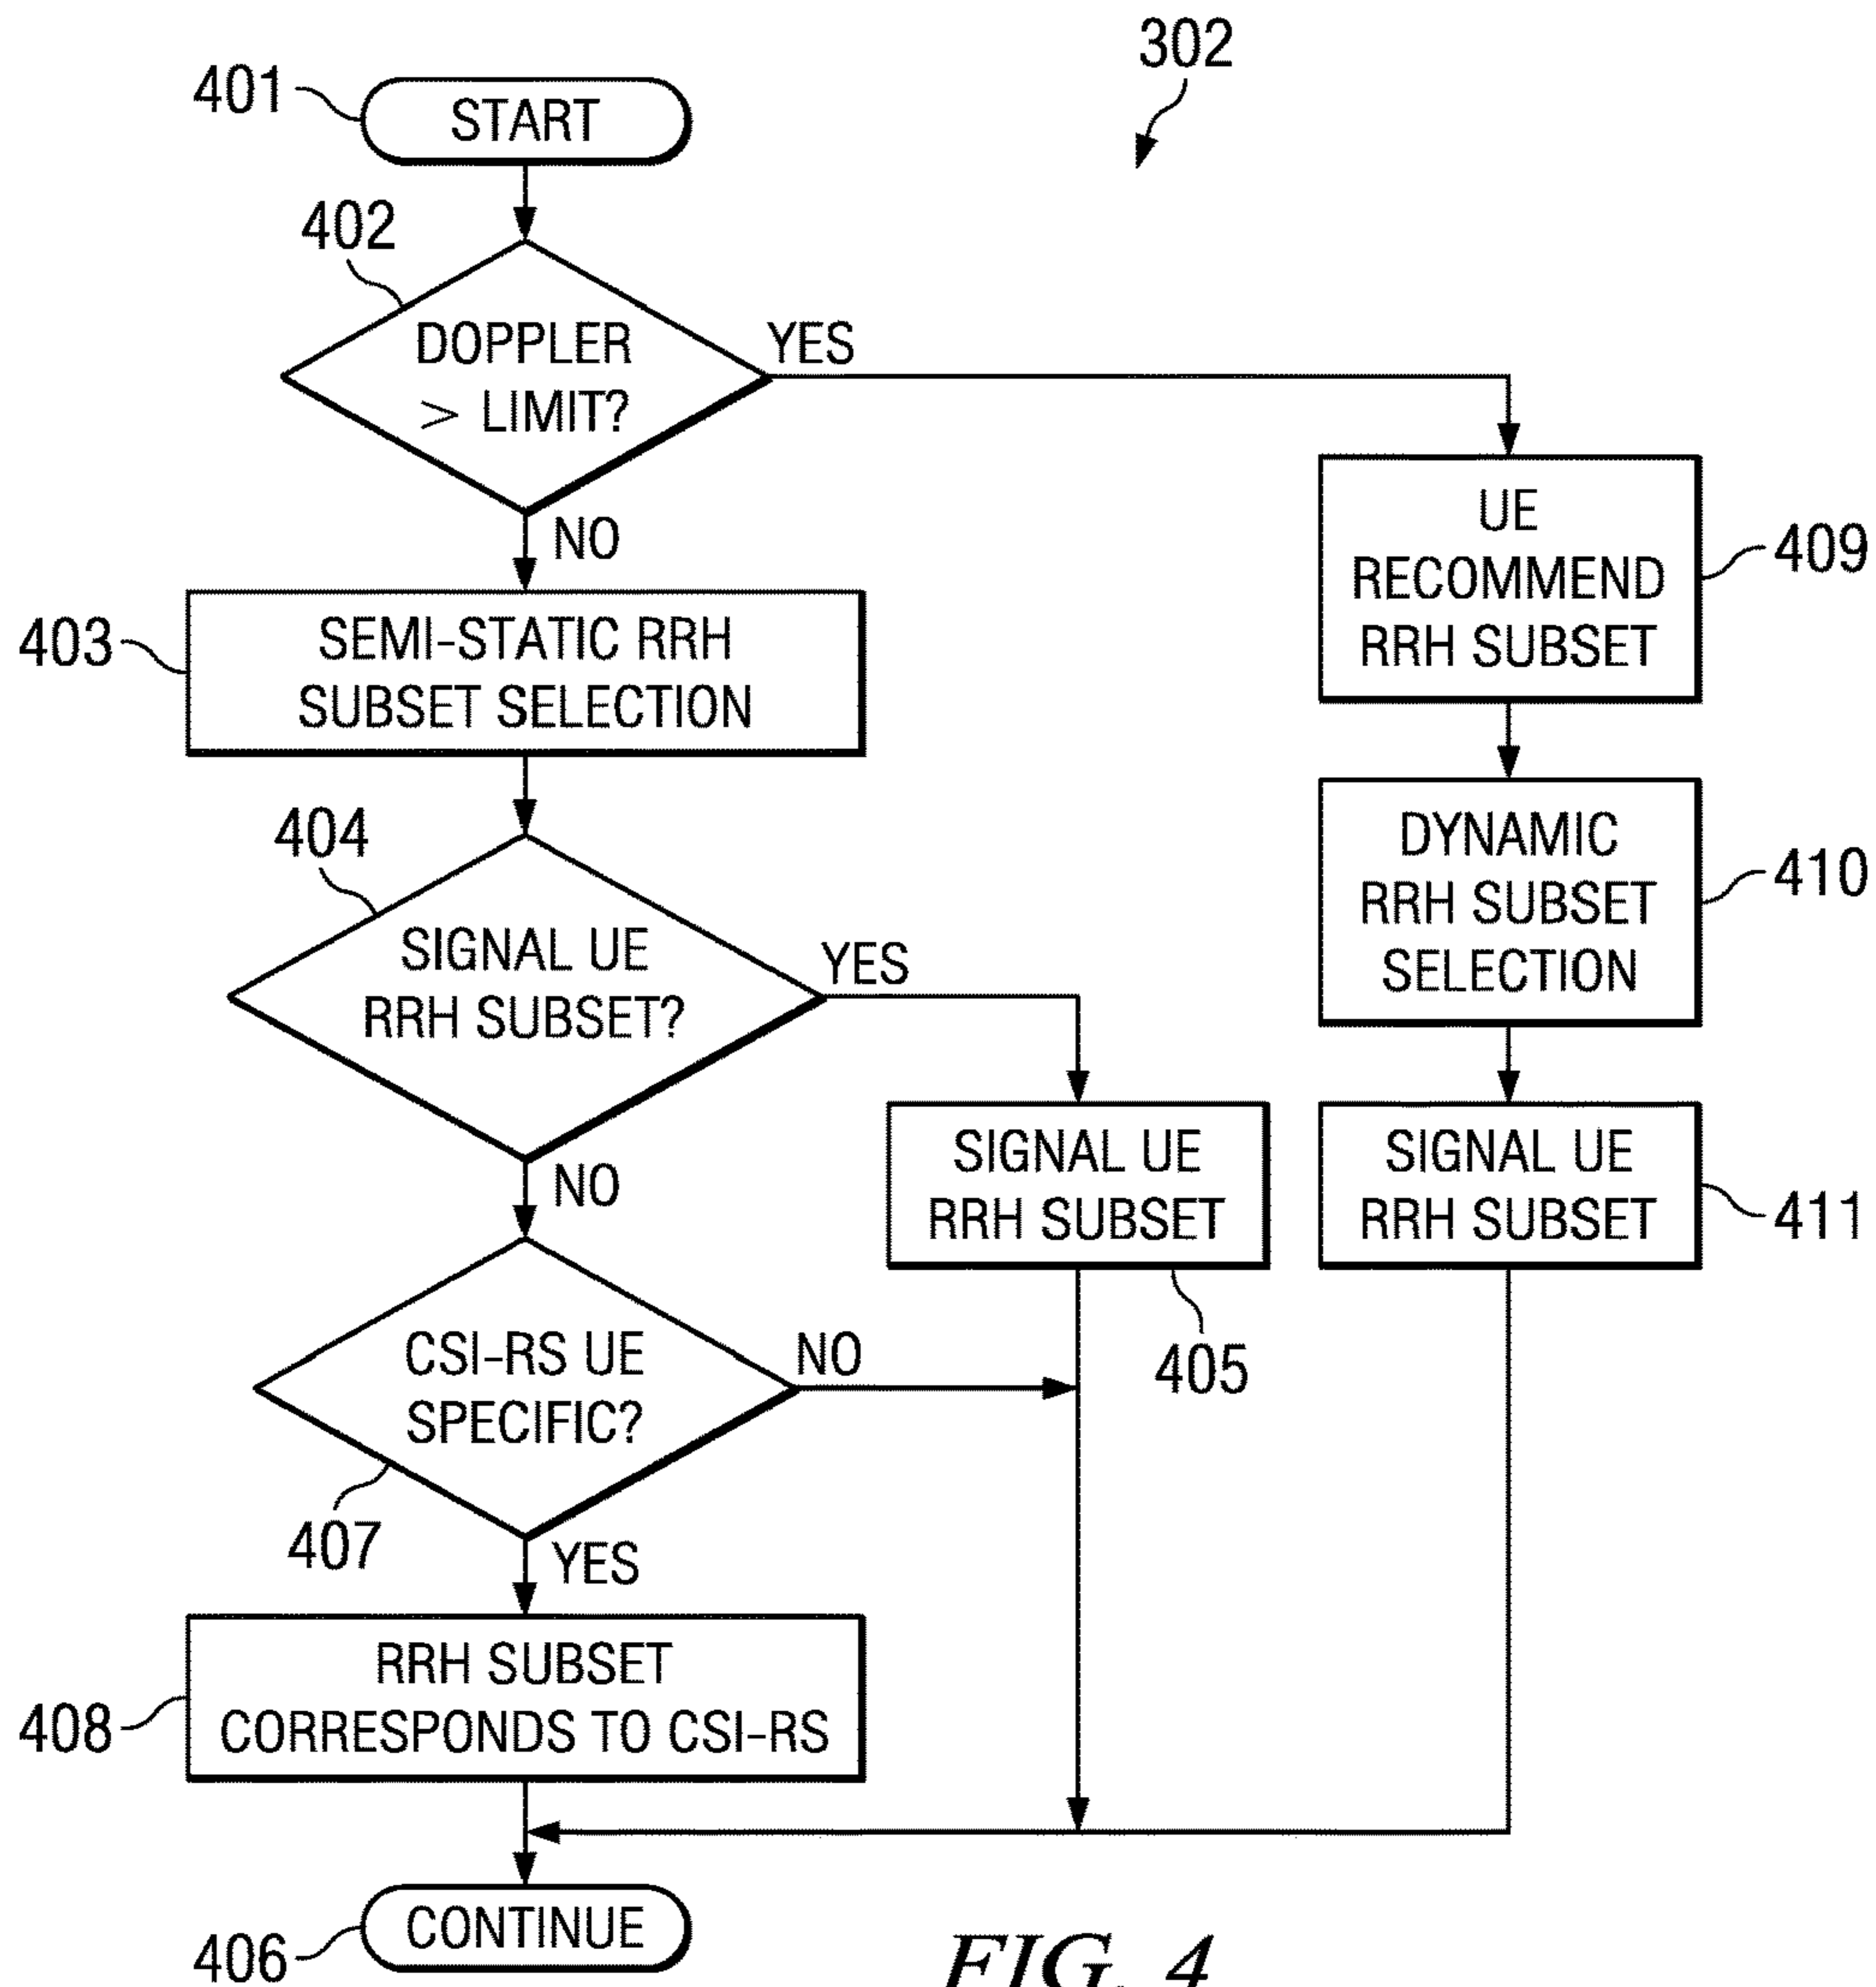 302
401
START
402
DOPPLER
> LIMIT?
YES
NO
UE
RECOMMEND
RRH SUBSET
409
403
SEMI-STATIC RRH
SUBSET SELECTION
DYNAMIC
RRH SUBSET
SELECTION
410
404
SIGNAL UE
RRH SUBSET?
YES
NO
SIGNAL UE
RRH SUBSET
405
SIGNAL UE
RRH SUBSET
411
CSI-RS UE
SPECIFIC?
NO
407
YES
RRH SUBSET
CORRESPONDS TO CSI-RS
408
CONTINUE
406
FIG. 4